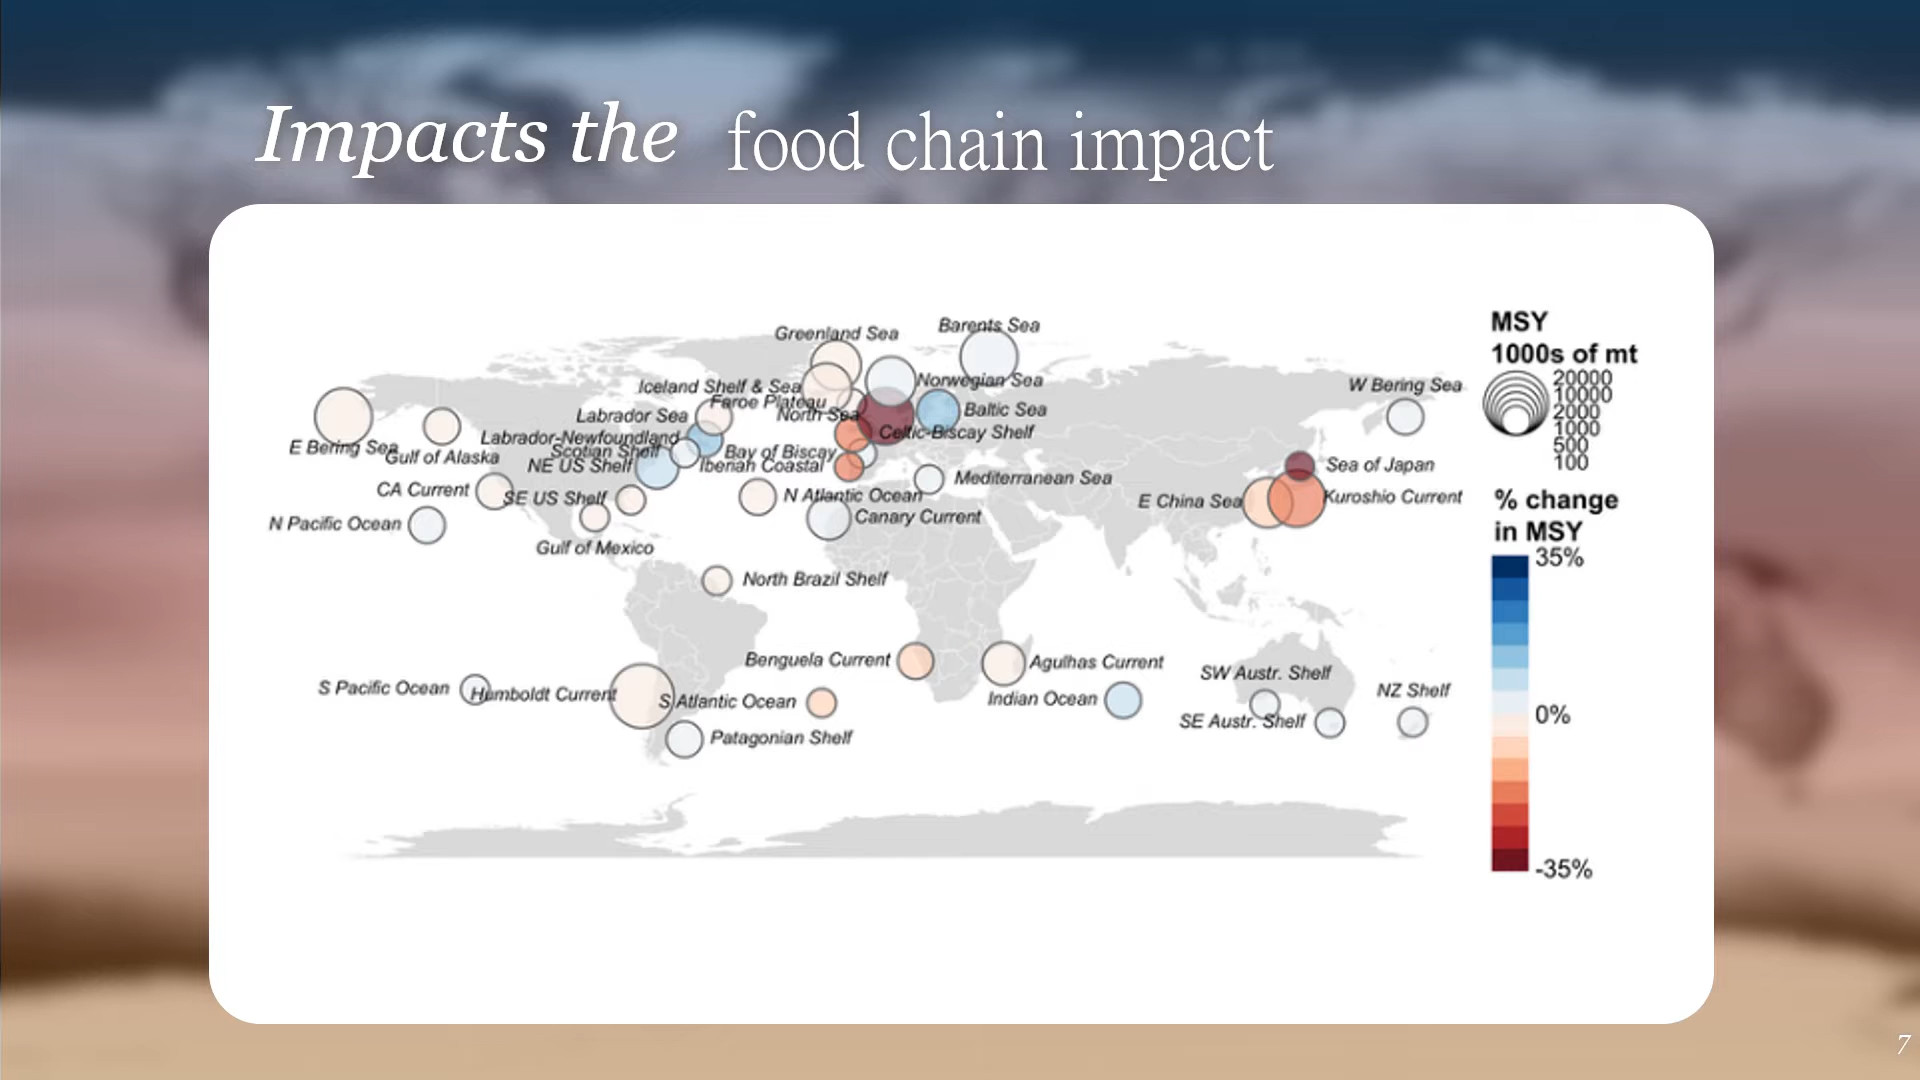 Impacts the food chain impact
Greenland Sea
Barents Sea
Iceland Shelf & Sea
Norwegian Sea
W Bering Sea
Faroe Plateau
Labrador Sea
North Sea
Baltic Sea
E Bering Sea
Labrador-Newfoundland
Celtic-Biscay Shelf
Gulf of Alaska
Scotian Shelf
Bay of Biscay
NE US Shelf
Iberian Coastal
Sea of Japan
Mediterranean Sea
CA Current
SE US Shelf
N Atlantic Ocean
E China Sea
Kuroshio Current
N Pacific Ocean
Canary Current
Gulf of Mexico
North Brazil Shelf
Benguela Current
Agulhas Current
SW Austr. Shelf
S Pacific Ocean
Humboldt Current
S Atlantic Ocean
Indian Ocean
NZ Shelf
SE Austr. Shelf
Patagonian Shelf
MSY
1000s of mt
20000
10000
2000
1000
500
100
% change
in MSY
35%
0%
-35%
7